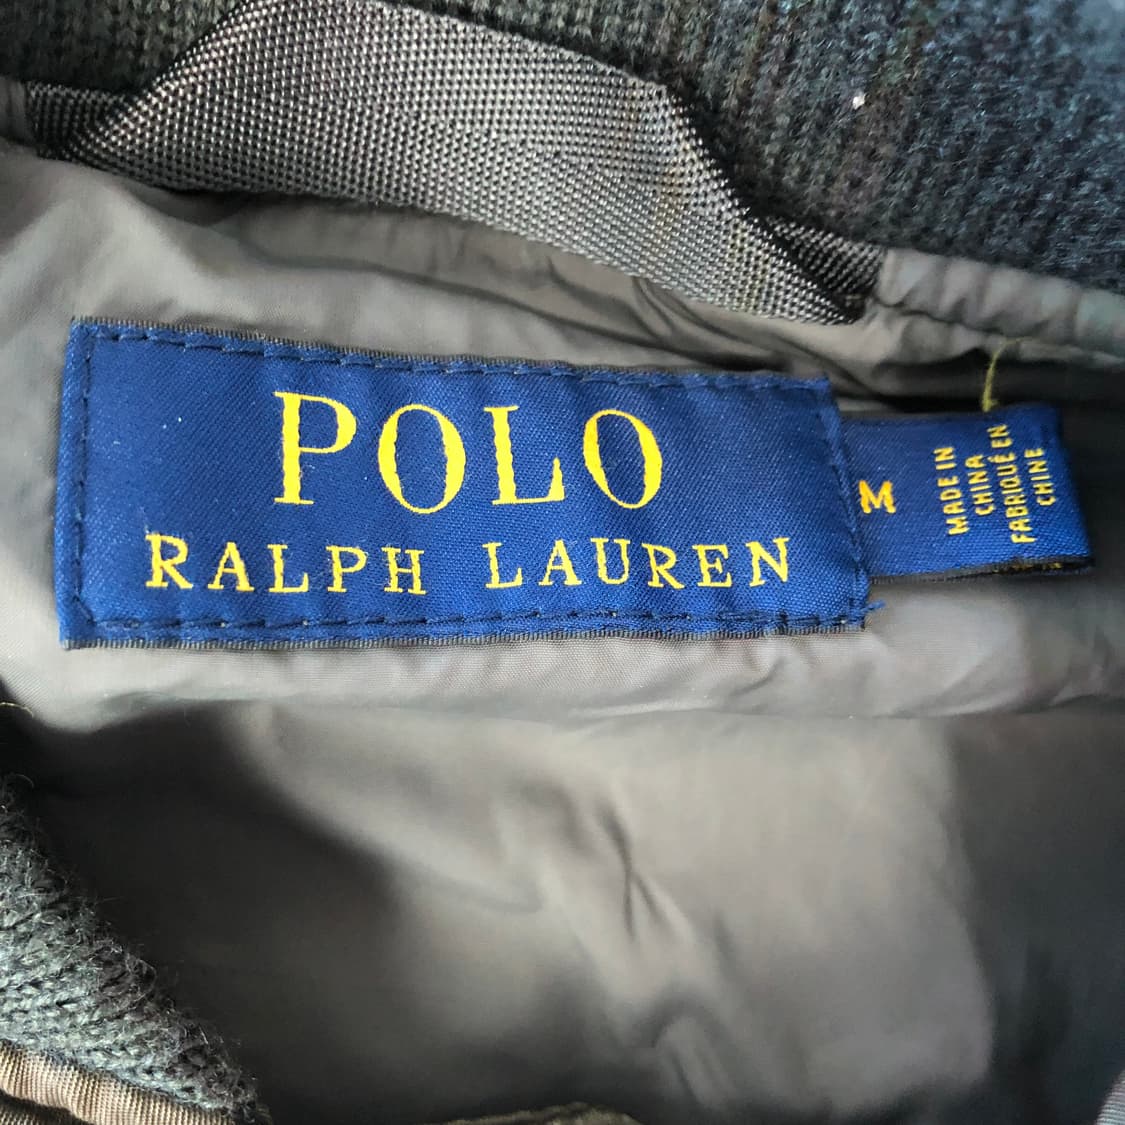 POLO
RALPH LAUREN
M
MADE IN
CHINA
FABRIQUÉ EN
CHINE